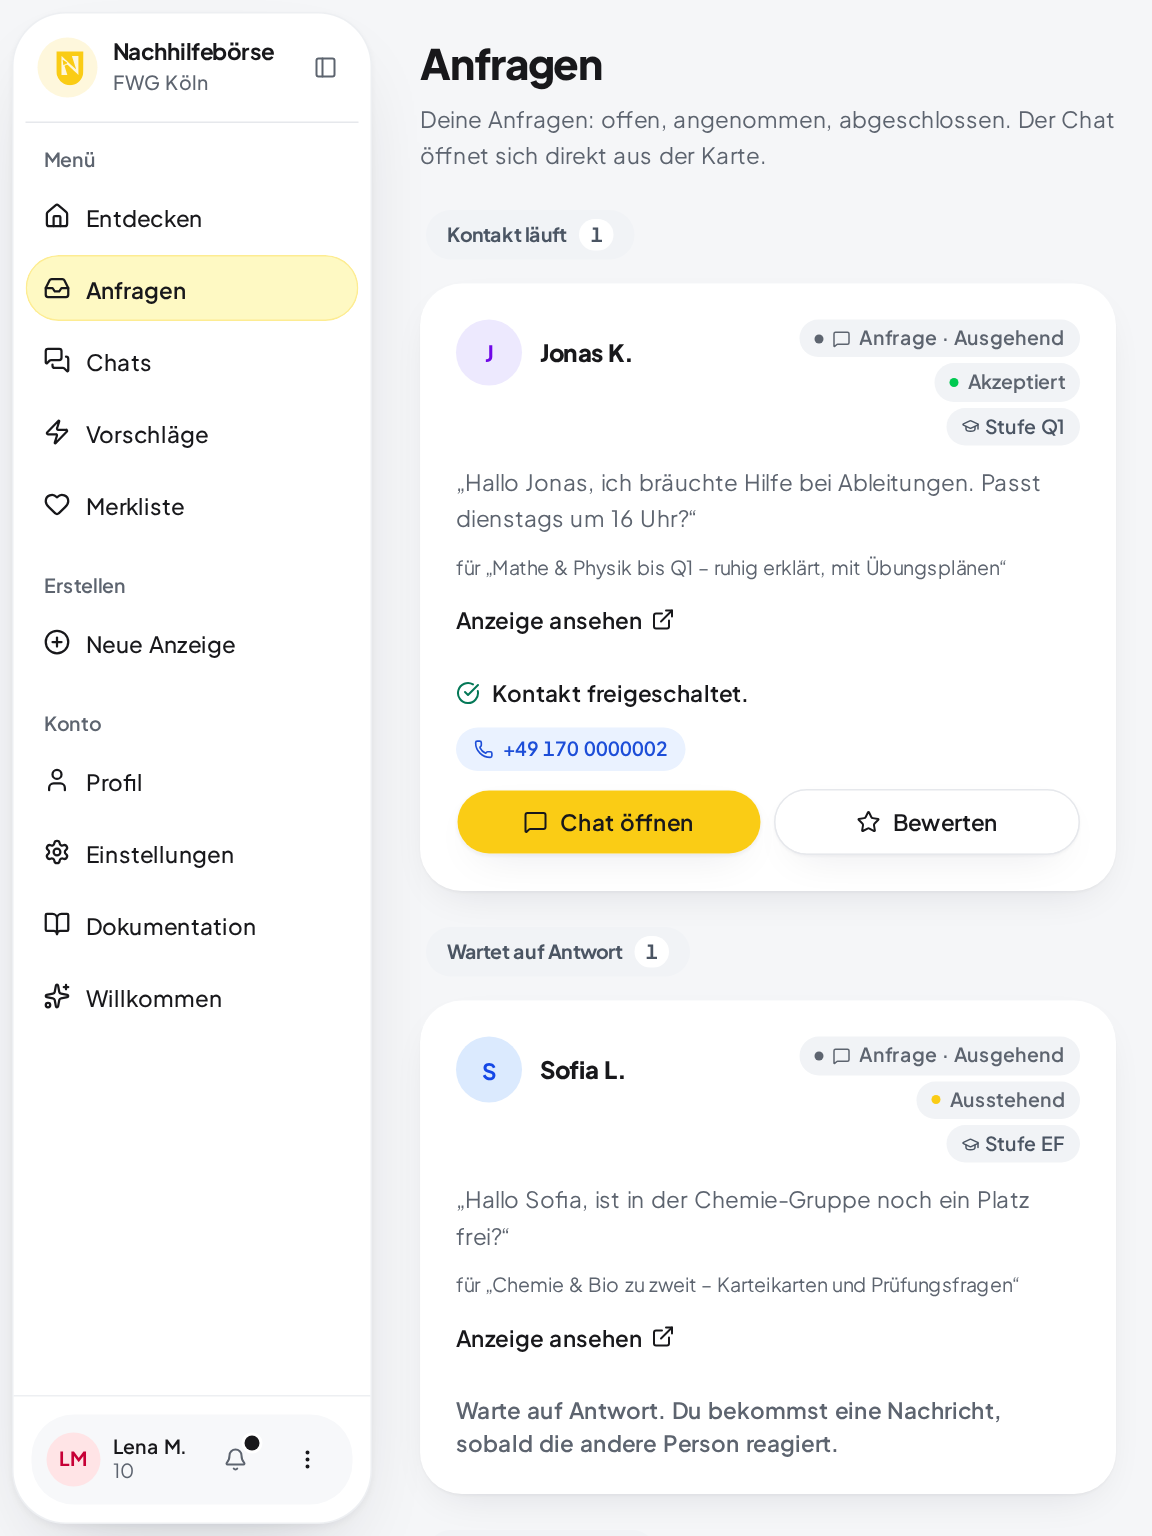 Nachhilfebörse
FWG Köln
Menü
Entdecken
Anfragen
Chats
Vorschläge
Merkliste
Erstellen
Neue Anzeige
Konto
Profil
Einstellungen
Dokumentation
Willkommen
LM
Lena M.
10
Anfragen
Deine Anfragen: offen, angenommen, abgeschlossen. Der Chat
öffnet sich direkt aus der Karte.
Kontakt läuft 1
J
Jonas K.
Anfrage · Ausgehend
Akzeptiert
Stufe Q1
„Hallo Jonas, ich bräuchte Hilfe bei Ableitungen. Passt
dienstags um 16 Uhr?“
für „Mathe & Physik bis Q1 – ruhig erklärt, mit Übungsplänen“
Anzeige ansehen
Kontakt freigeschaltet.
+49 170 0000002
Chat öffnen
Bewerten
Wartet auf Antwort 1
S
Sofia L.
Anfrage · Ausgehend
Ausstehend
Stufe EF
„Hallo Sofia, ist in der Chemie-Gruppe noch ein Platz
frei?“
für „Chemie & Bio zu zweit – Karteikarten und Prüfungsfragen“
Anzeige ansehen
Warte auf Antwort. Du bekommst eine Nachricht,
sobald die andere Person reagiert.